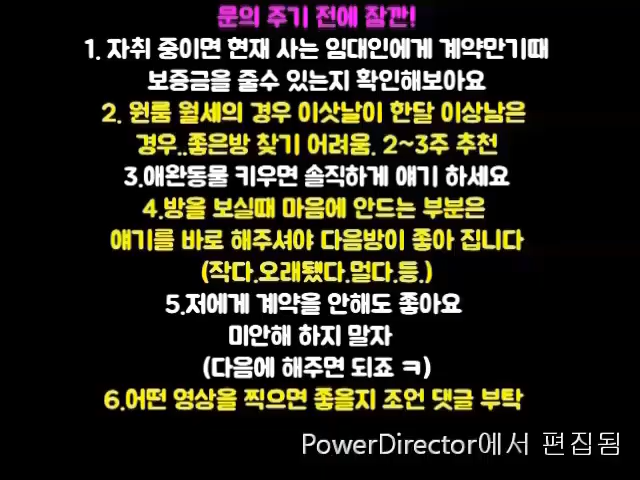 문의 주기 전에 잠깐!
1. 자취 중이면 현재 사는 임대인에게 계약만기때
보증금을 줄수 있는지 확인해보아요
2. 원룸 월세의 경우 이삿날이 한달 이상남은
경우..좋은방 찾기 어려움. 2~3주 추천
3.애완동물 키우면 솔직하게 얘기 하세요
4.방을 보실때 마음에 안드는 부분은
얘기를 바로 해주셔야 다음방이 좋아 집니다
(작다.오래됐다.멀다.등.)
5.저에게 계약을 안해도 좋아요
미안해 하지 말자
(다음에 해주면 되죠 ㅋ)
6.어떤 영상을 찍으면 좋을지 조언 댓글 부탁
PowerDirector에서 편집됨